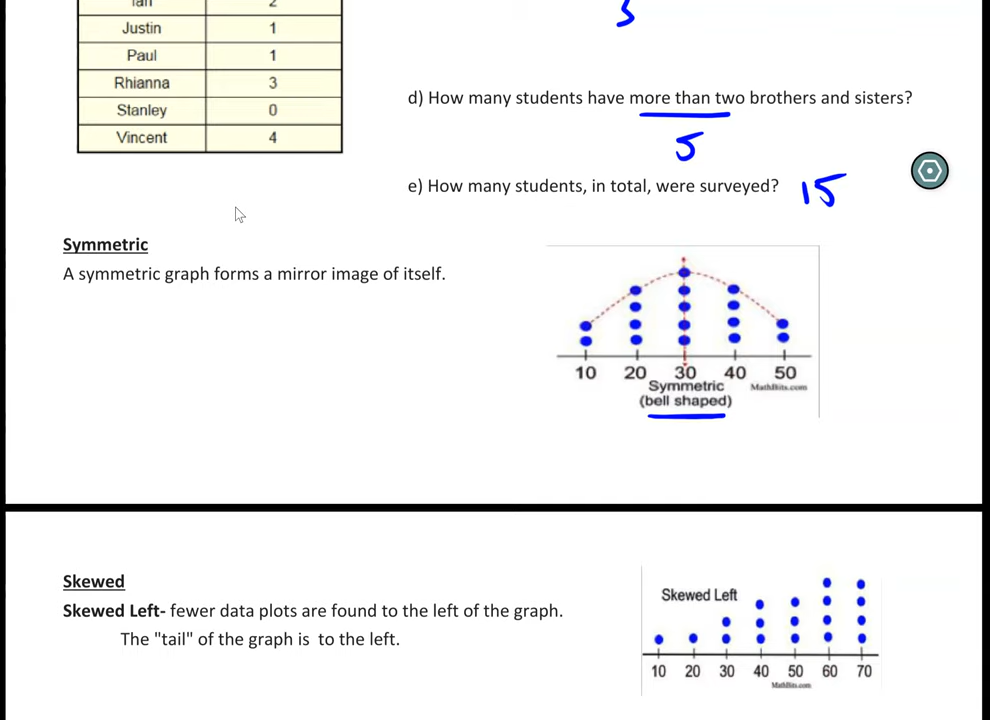 Ian 2
3
Justin 1
Paul 1
Rhianna 3
d) How many students have more than two brothers and sisters?
Stanley 0
Vincent 4
5
e) How many students, in total, were surveyed? 15
Symmetric
A symmetric graph forms a mirror image of itself.
10 20 30 40 50
Symmetric
(bell shaped)
MathBits.com
Skewed
Skewed Left- fewer data plots are found to the left of the graph.
The "tail" of the graph is to the left.
Skewed Left
10 20 30 40 50 60 70
MathBits.com